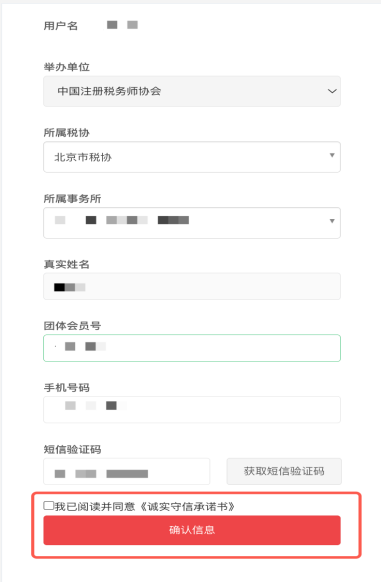 用户名
举办单位
中国注册税务师协会
所属税协
北京市税协
所属事务所
真实姓名
团体会员号
手机号码
短信验证码
获取短信验证码
我已阅读并同意《诚实守信承诺书》
确认信息